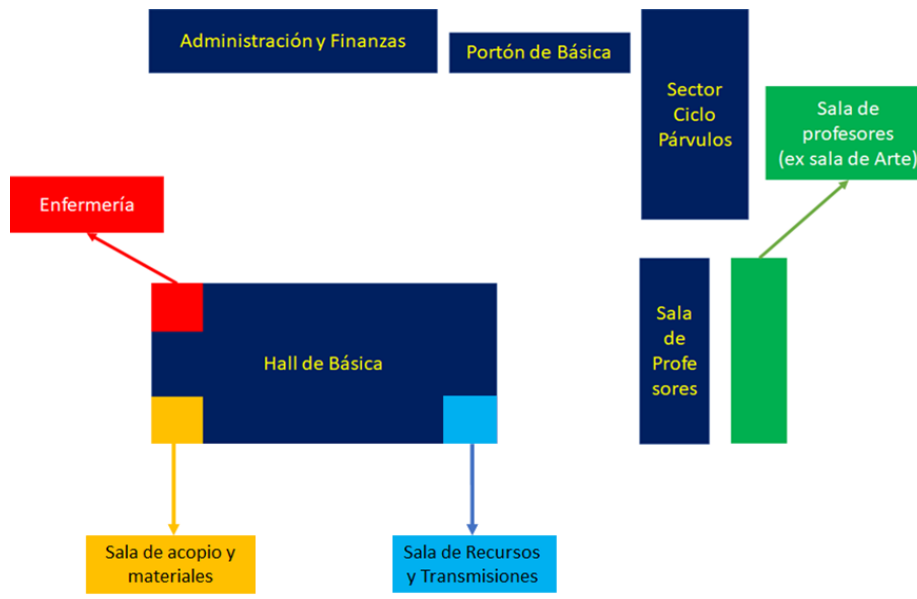 Administración y Finanzas
Portón de Básica
Sector
Ciclo
Párvulos
Sala de
profesores
(ex sala de Arte)
Enfermería
Hall de Básica
Sala
de
Profe
sores
Sala de acopio y
materiales
Sala de Recursos
y Transmisiones